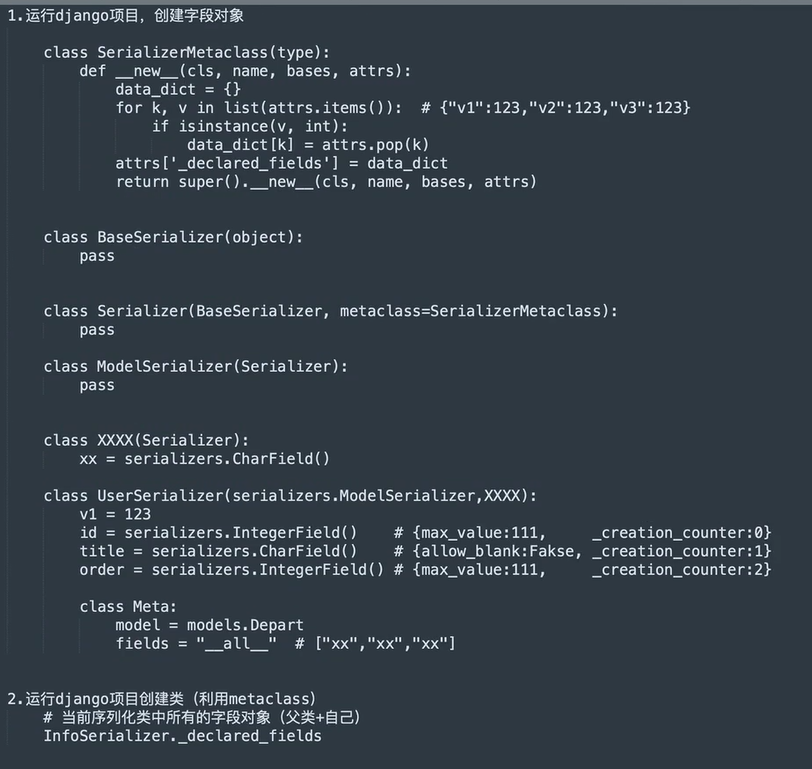 1.运行django项目，创建字段对象
class SerializerMetaclass(type):
def __new__(cls, name, bases, attrs):
data_dict = {}
for k, v in list(attrs.items()):  # {"v1":123,"v2":123,"v3":123}
if isinstance(v, int):
data_dict[k] = attrs.pop(k)
attrs['_declared_fields'] = data_dict
return super().__new__(cls, name, bases, attrs)
class BaseSerializer(object):
pass
class Serializer(BaseSerializer, metaclass=SerializerMetaclass):
pass
class ModelSerializer(Serializer):
pass
class XXXX(Serializer):
xx = serializers.CharField()
class UserSerializer(serializers.ModelSerializer,XXXX):
v1 = 123
id = serializers.IntegerField()    # {max_value:111,     _creation_counter:0}
title = serializers.CharField()    # {allow_blank:Fakse, _creation_counter:1}
order = serializers.IntegerField() # {max_value:111,     _creation_counter:2}
class Meta:
model = models.Depart
fields = "__all__"  # ["xx","xx","xx"]
2.运行django项目创建类（利用metaclass）
# 当前序列化类中所有的字段对象（父类+自己）
InfoSerializer._declared_fields